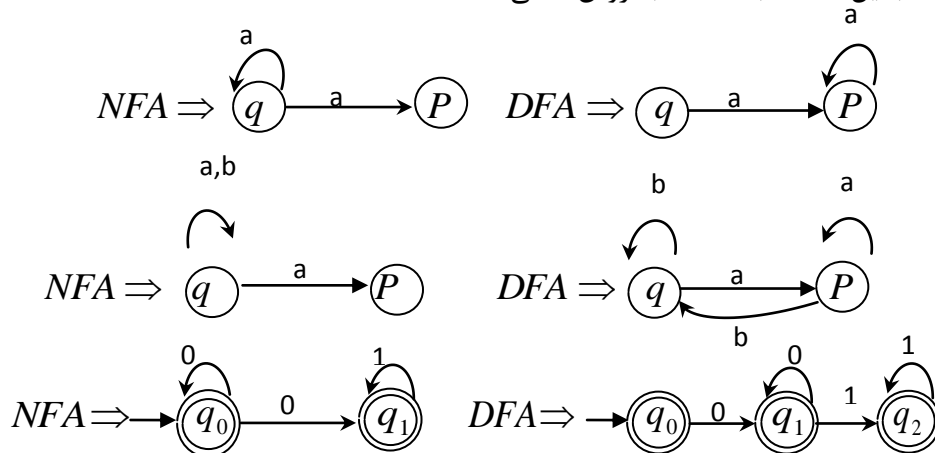 a a
a
NFA ⇒ q a P DFA ⇒ q a P
a,b b a
NFA ⇒ q a P DFA ⇒ q a P
b
0 1 0 1
NFA ⇒ q₀ 0 q₁ DFA ⇒ q₀ 0 q₁ 1 q₂